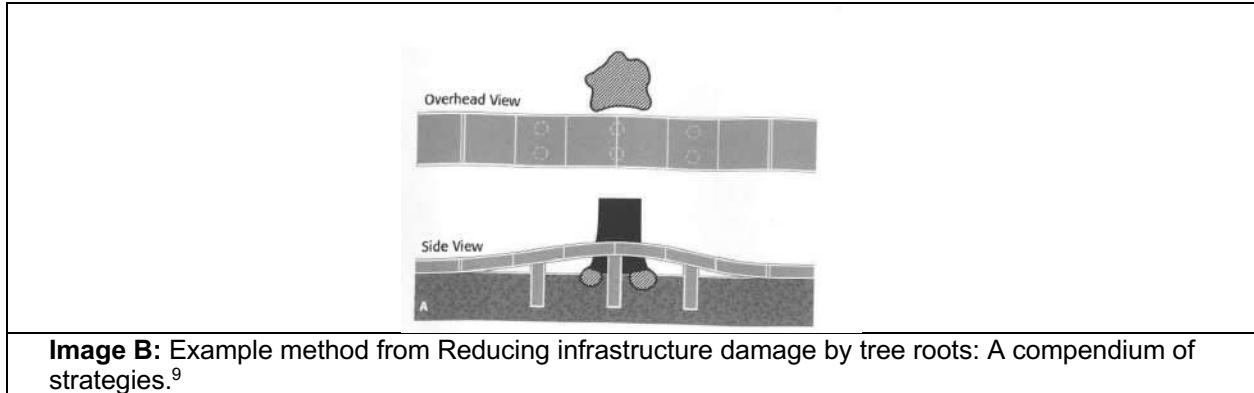 Overhead View
Side View
A
Image B: Example method from Reducing infrastructure damage by tree roots: A compendium of
strategies.⁹